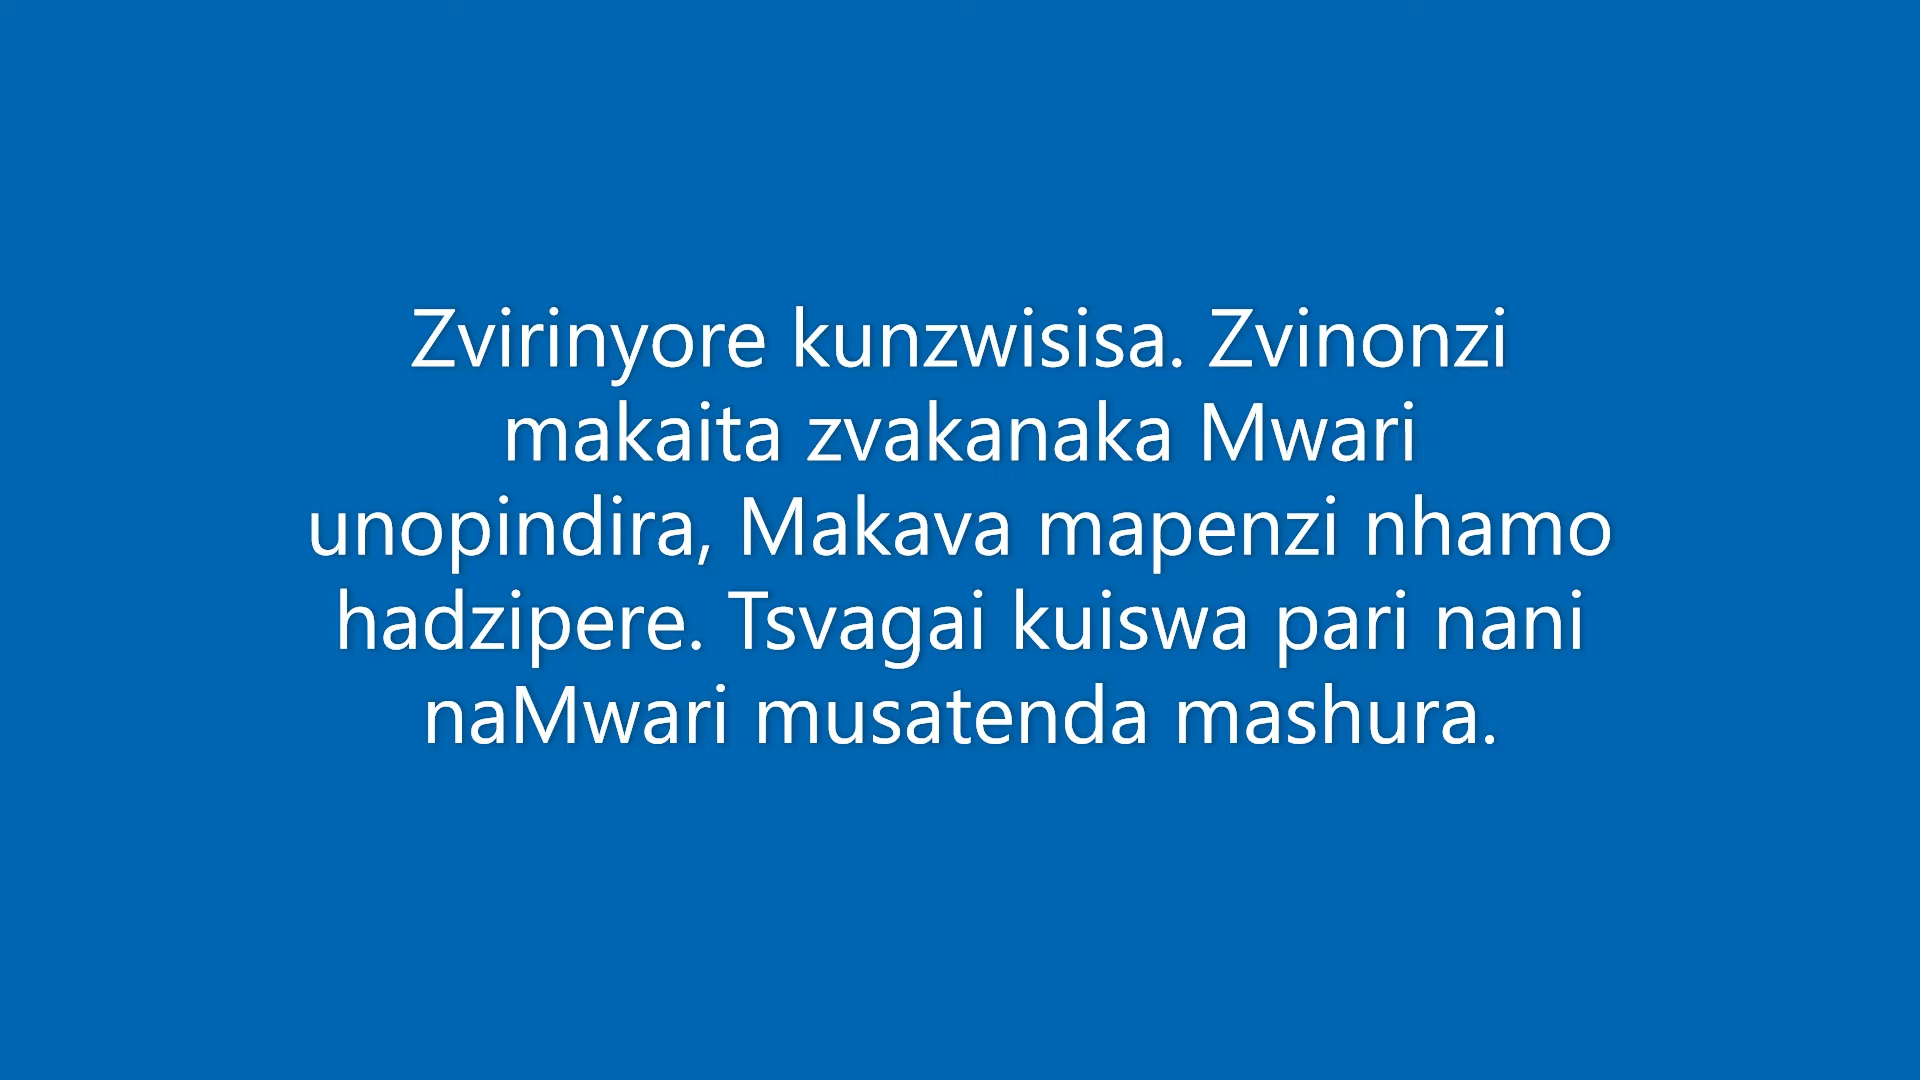 Zvirinyore kunzwisisa. Zvinonzi
makaita zvakanaka Mwari
unopindira, Makava mapenzi nhamo
hadzipere. Tsvagai kuiswa pari nani
naMwari musatenda mashura.